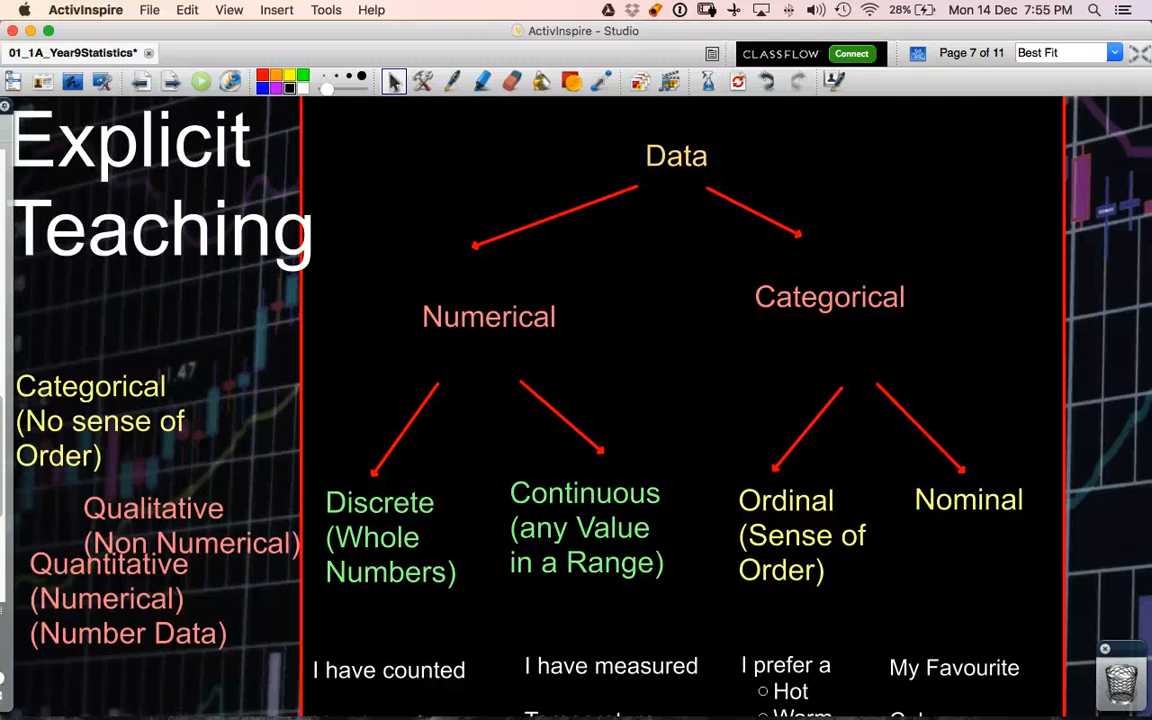 ActivInspire File Edit View Insert Tools Help 28% Mon 14 Dec 7:55 PM
ActivInspire - Studio
01_1A_Year9Statistics*
CLASSFLOW Connect
Page 7 of 11
Best Fit
Explicit
Teaching
.47
Categorical
(No sense of
Order)
Qualitative
(Non Numerical)
Quantitative
(Numerical)
(Number Data)
Data
Numerical
Categorical
Discrete
(Whole
Numbers)
Continuous
(any Value
in a Range)
Ordinal
(Sense of
Order)
Nominal
I have counted
I have measured
Temperature
I prefer a
○ Hot
○ Warm
My Favourite